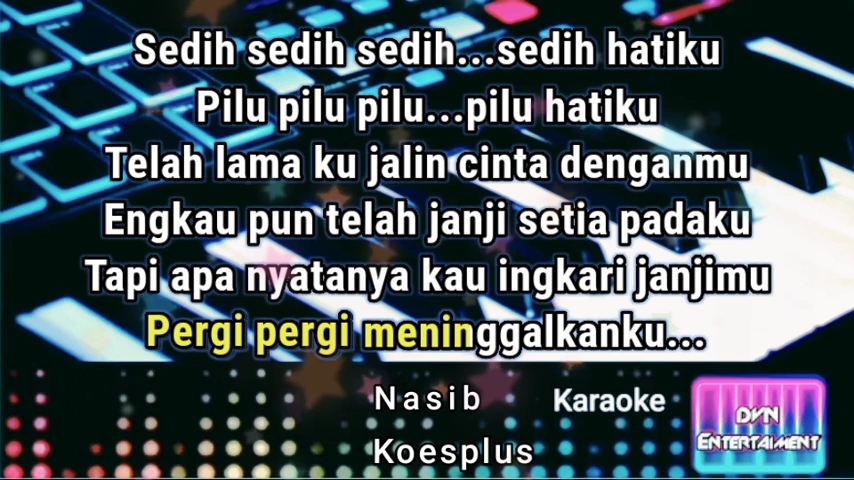 Sedih sedih sedih...sedih hatiku
Pilu pilu pilu...pilu hatiku
Telah lama ku jalin cinta denganmu
Engkau pun telah janji setia padaku
Tapi apa nyatanya kau ingkari janjimu
Pergi pergi meninggalkanku...
Nasib
Karaoke
Koesplus
DVN
ENTERTAIMENT